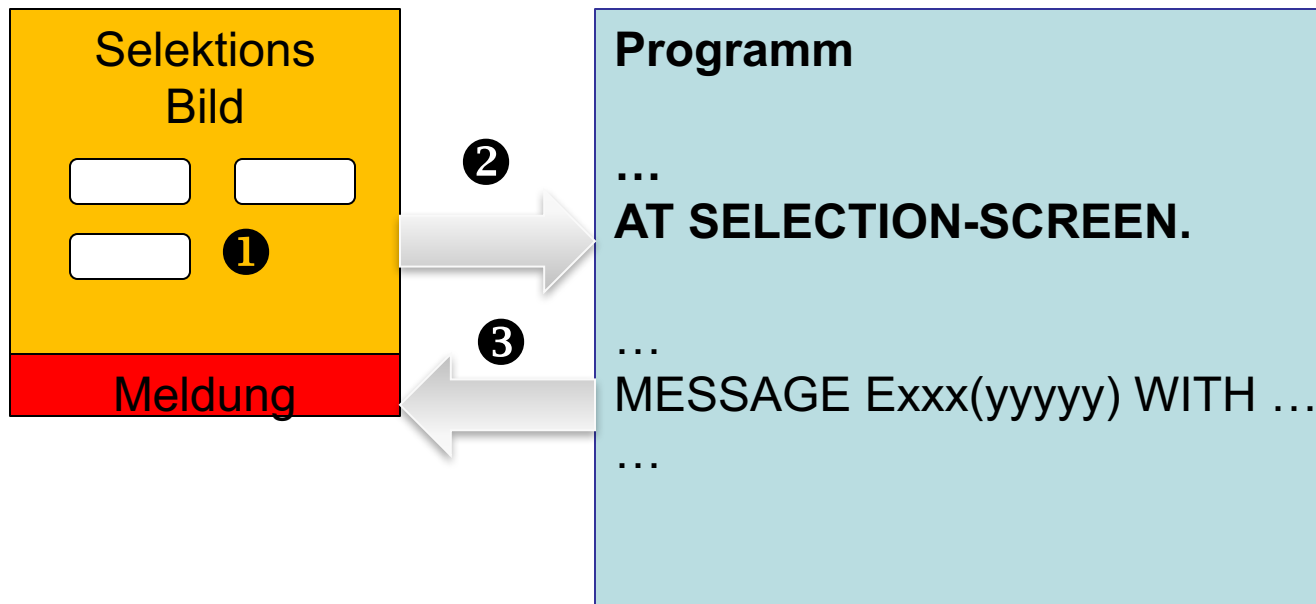 Selektions
Bild
❶
Meldung
❷
❸
Programm
…
AT SELECTION-SCREEN.
…
MESSAGE Exxx(yyyyy) WITH …
…